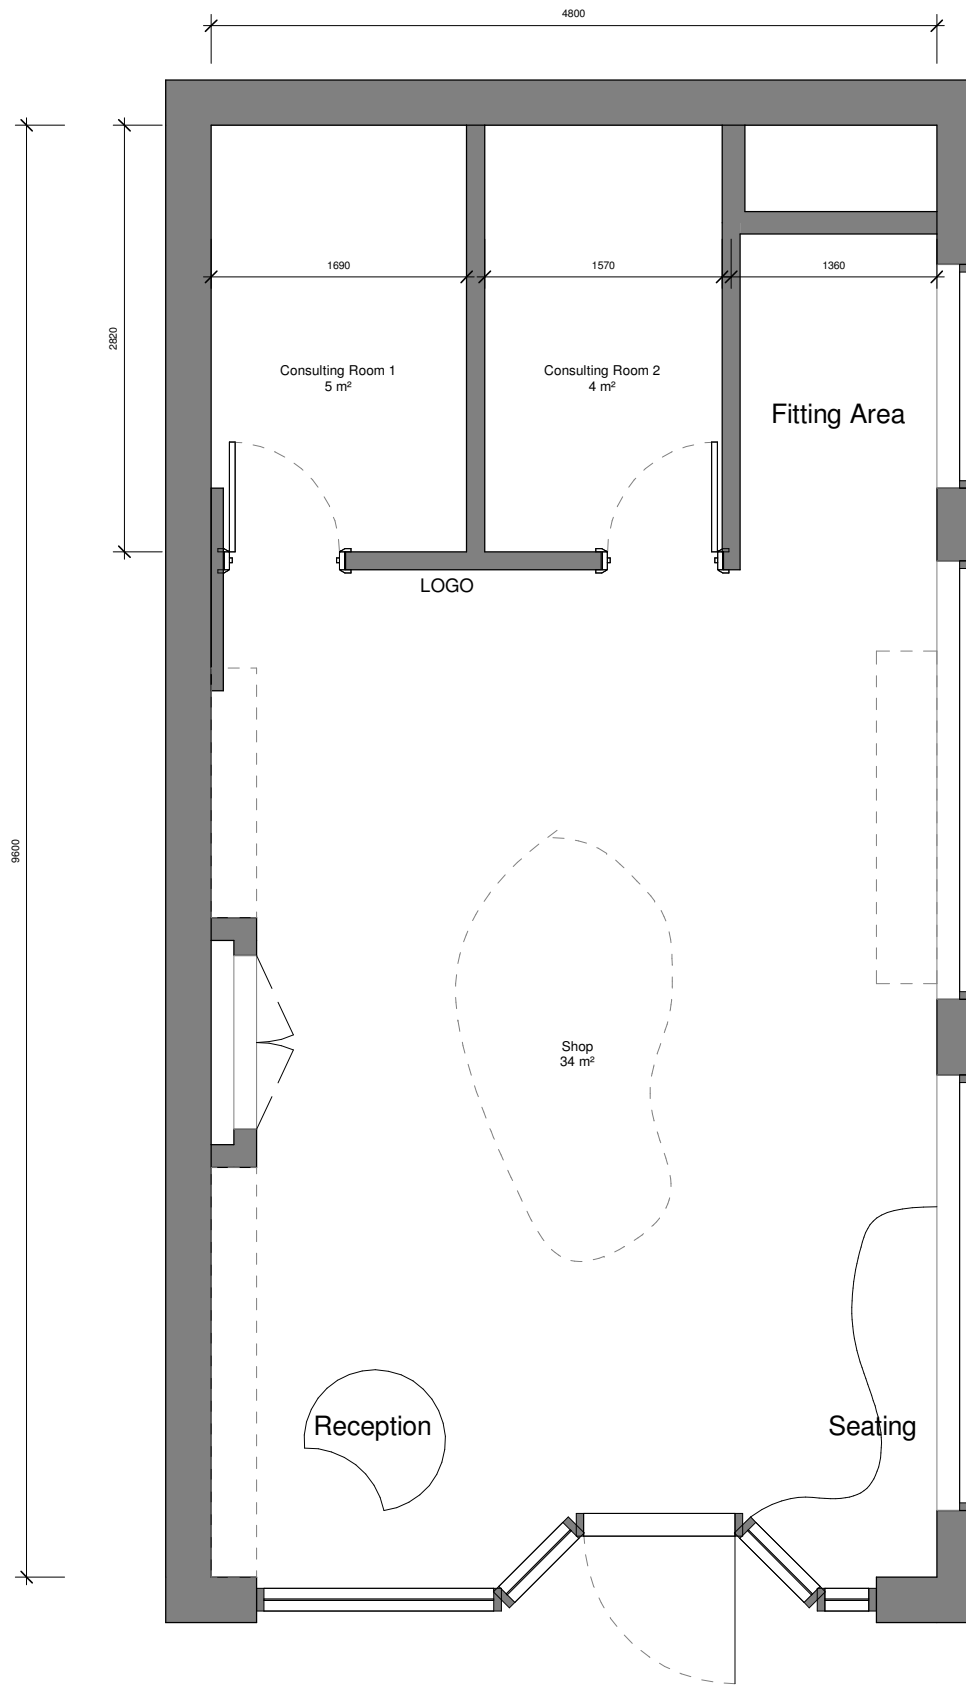 4800
1690
1570
1360
2820
Consulting Room 1
5 m²
Consulting Room 2
4 m²
Fitting Area
LOGO
9600
Shop
34 m²
Reception
Seating